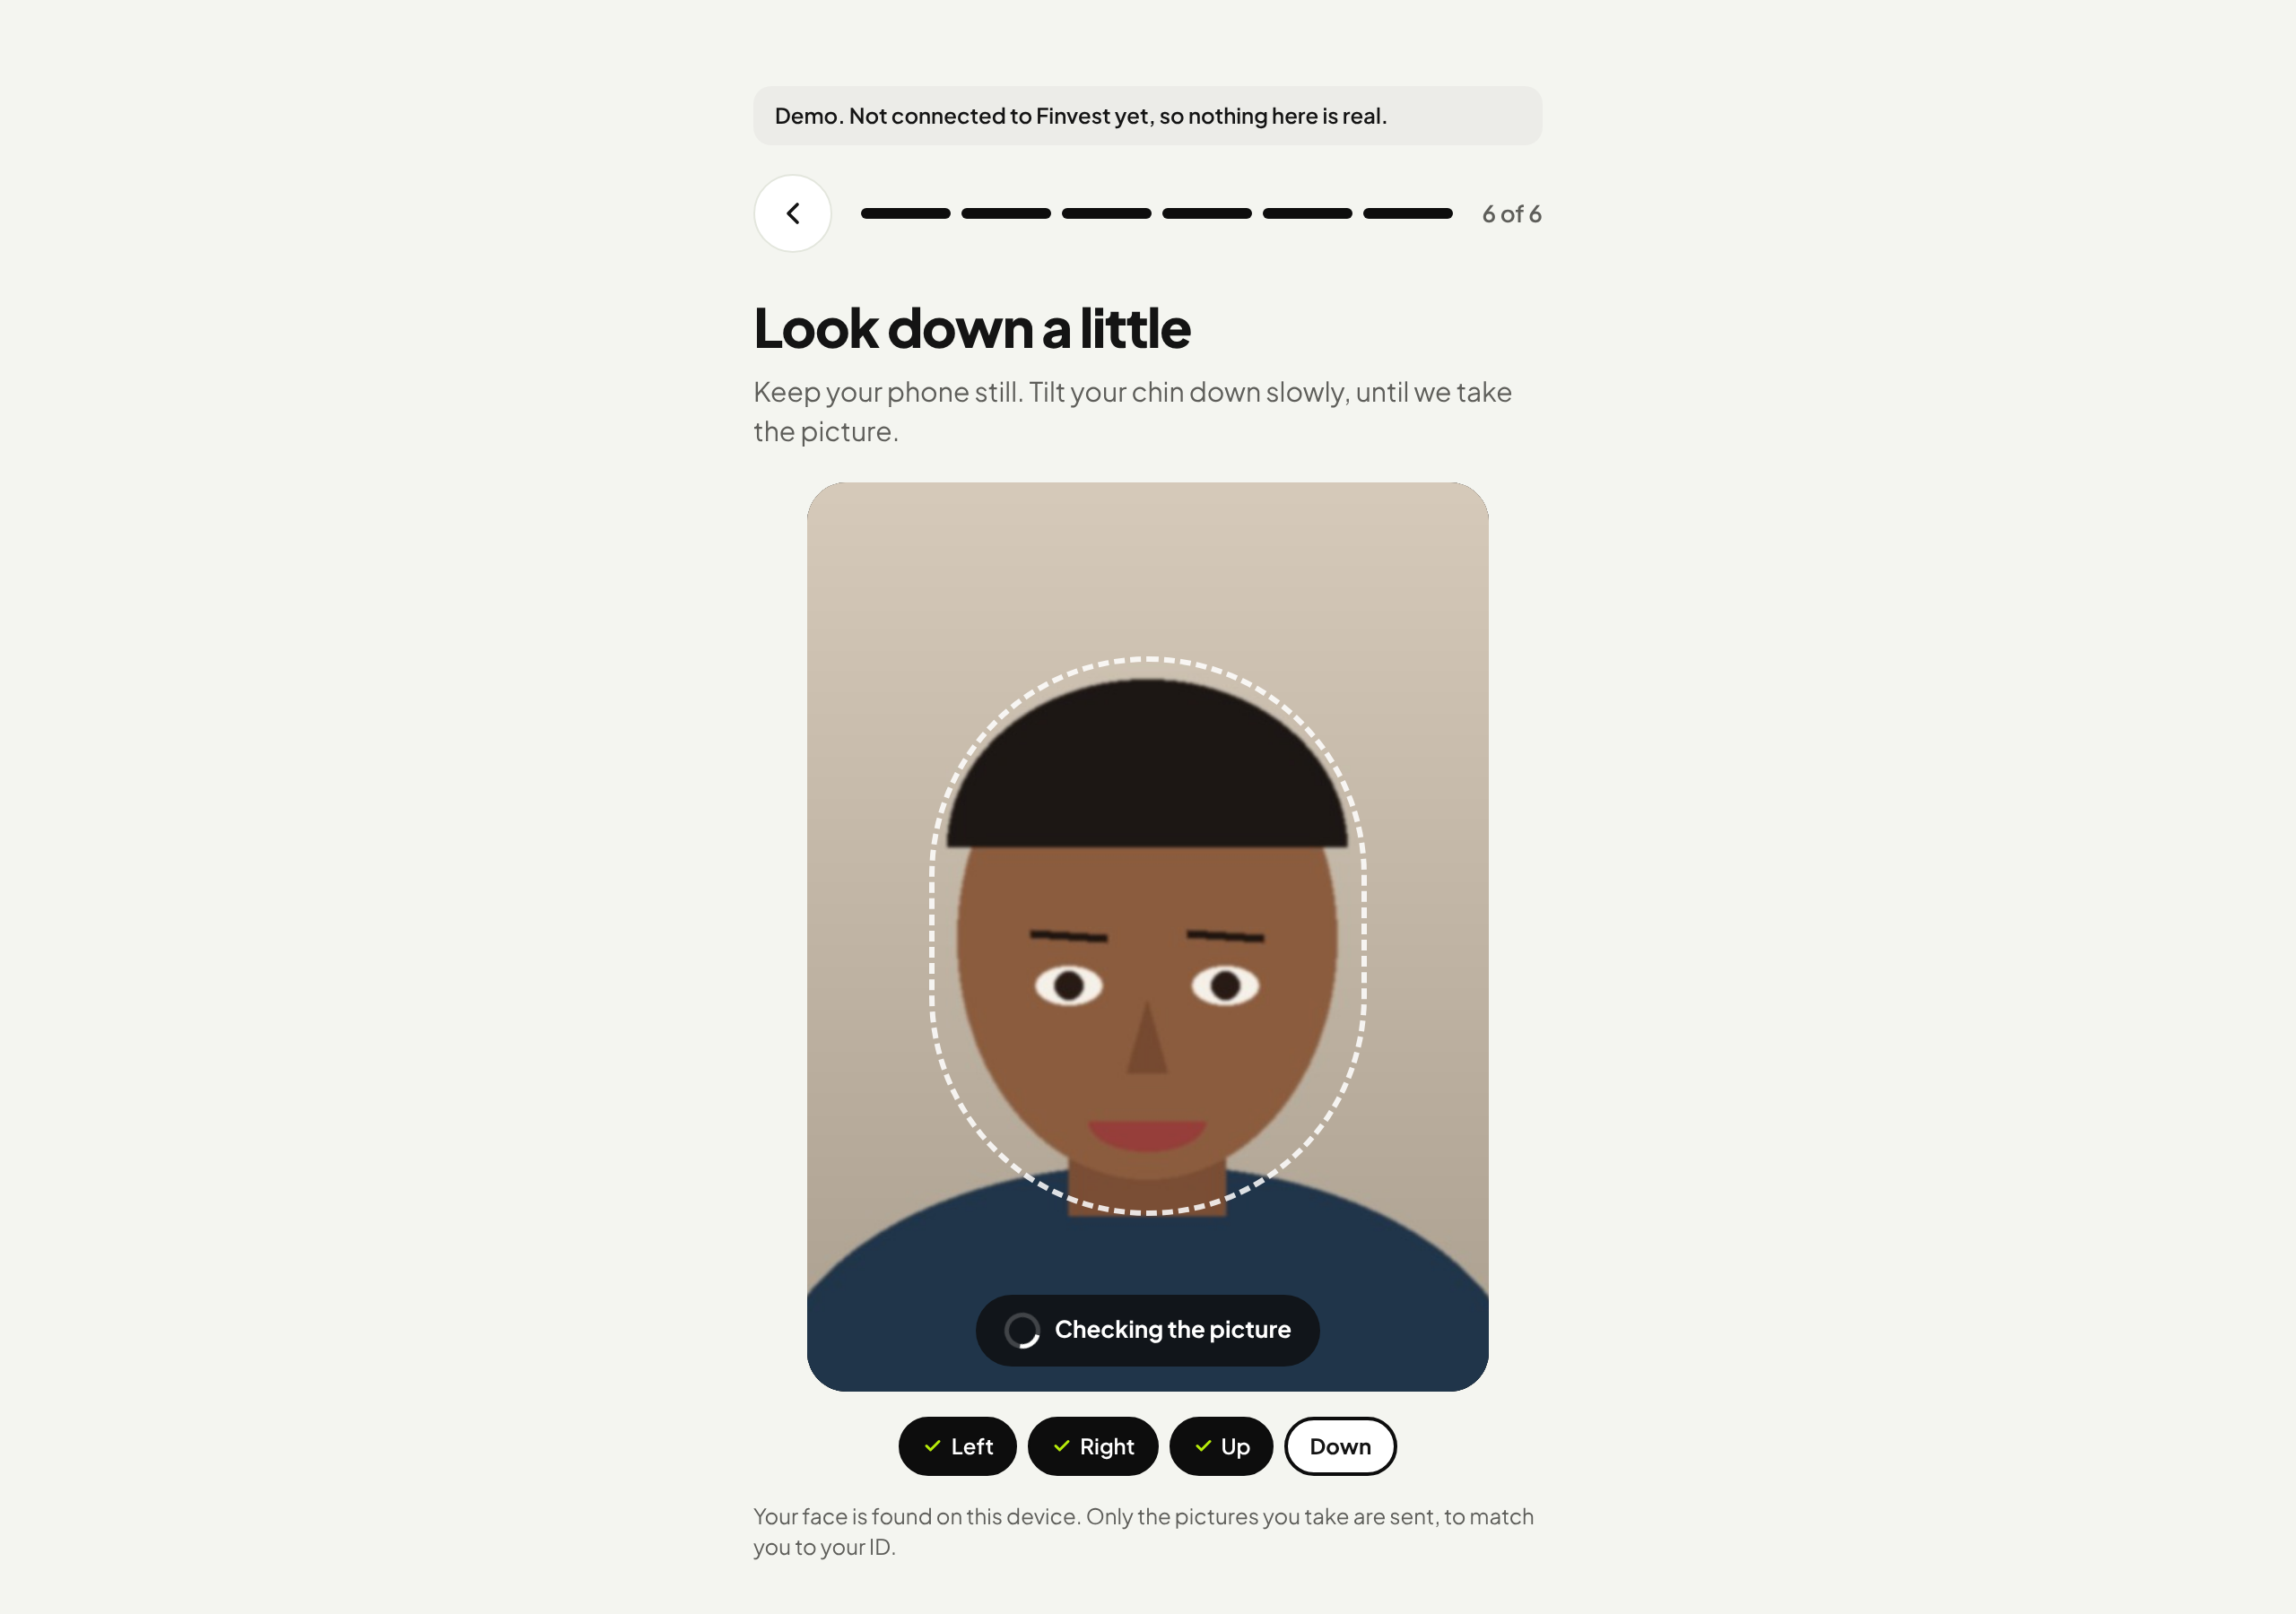 Demo. Not connected to Finvest yet, so nothing here is real.
6 of 6
Look down a little
Keep your phone still. Tilt your chin down slowly, until we take
the picture.
Checking the picture
Left
Right
Up
Down
Your face is found on this device. Only the pictures you take are sent, to match
you to your ID.